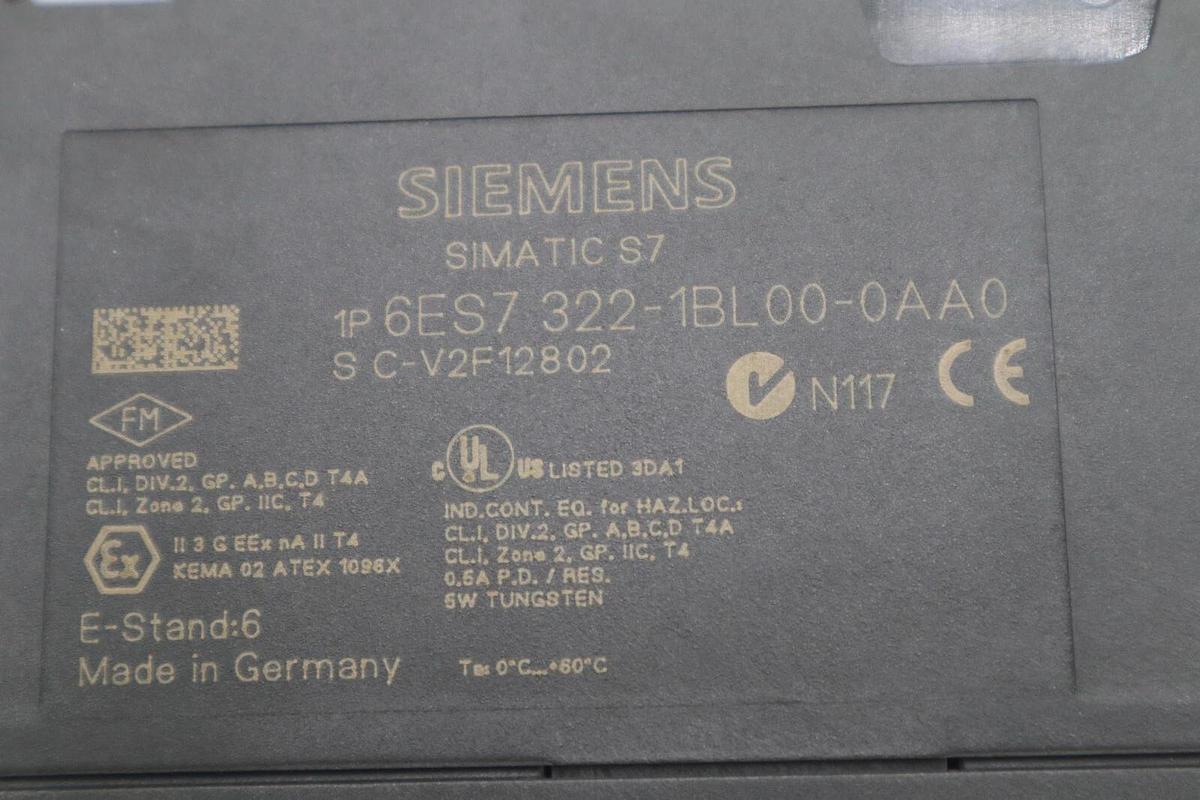 SIEMENS
SIMATIC S7
1P 6ES7 322-1BL00-0AA0
S C-V2F12802
N117 CE
FM
APPROVED
CL.I, DIV.2, GP. A,B,C,D T4A
CL.I, Zone 2, GP. IIC, T4
Ex
II 3 G EEx nA II T4
KEMA 02 ATEX 1096X
E-Stand:6
Made in Germany
C UL US LISTED 3DA1
IND.CONT. EQ. for HAZ.LOC.:
CL.I, DIV.2, GP. A,B,C,D T4A
CL.I, Zone 2, GP. IIC, T4
0.5A P.D. / RES.
5W TUNGSTEN
Ta: 0°C...+60°C